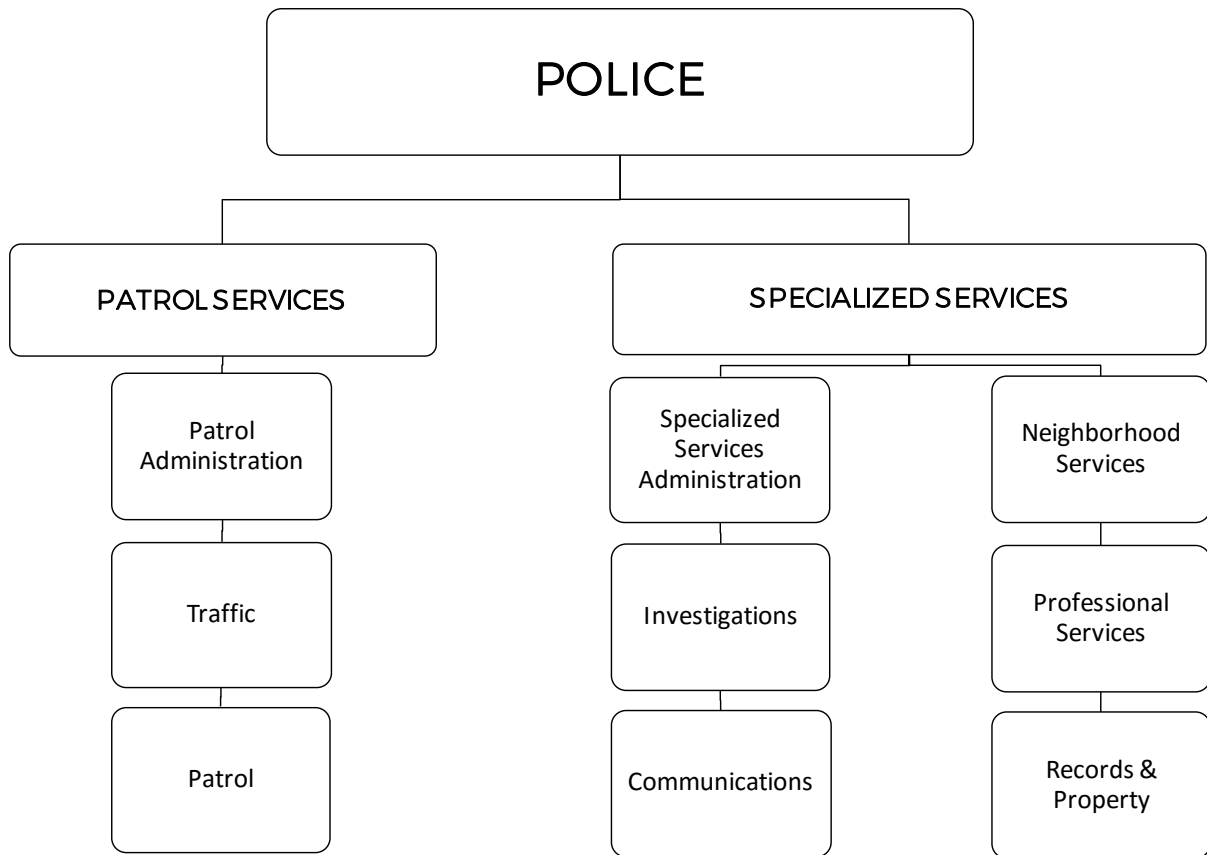 POLICE
PATROL SERVICES
SPECIALIZED SERVICES
Patrol
Administration
Traffic
Patrol
Specialized
Services
Administration
Investigations
Communications
Neighborhood
Services
Professional
Services
Records &
Property